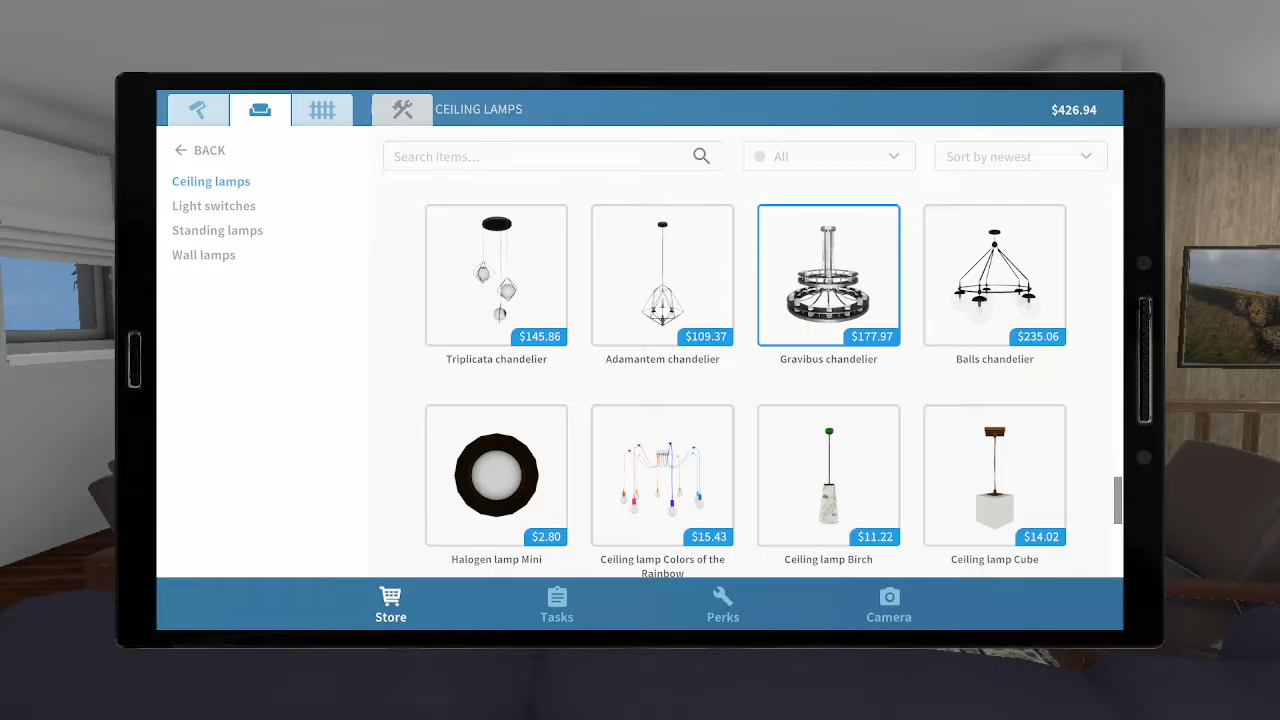 CEILING LAMPS
$426.94
BACK
Ceiling lamps
Light switches
Standing lamps
Wall lamps
Search items...
All
Sort by newest
$145.86
$109.37
$177.97
$235.06
Triplicata chandelier
Adamantem chandelier
Gravibus chandelier
Balls chandelier
$2.80
$15.43
$11.22
$14.02
Halogen lamp Mini
Ceiling lamp Colors of the
Rainbow
Ceiling lamp Birch
Ceiling lamp Cube
Store
Tasks
Perks
Camera